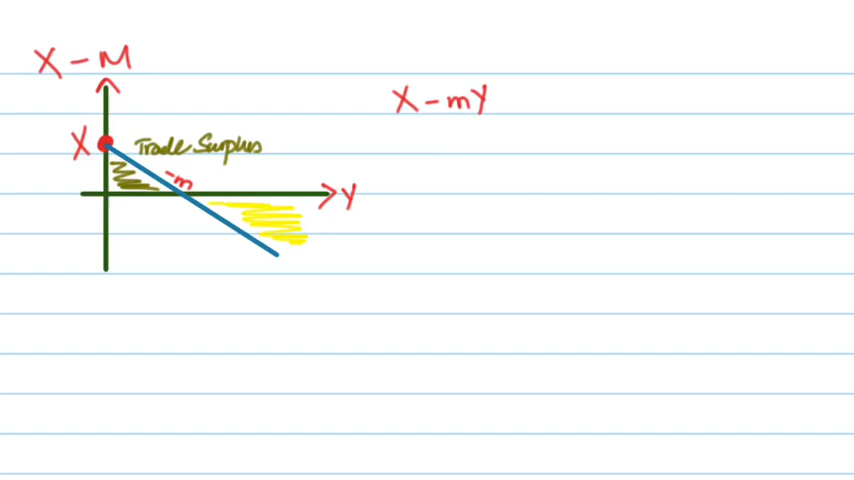 X - M
X - mY
X
Trade Surplus
-m
Y